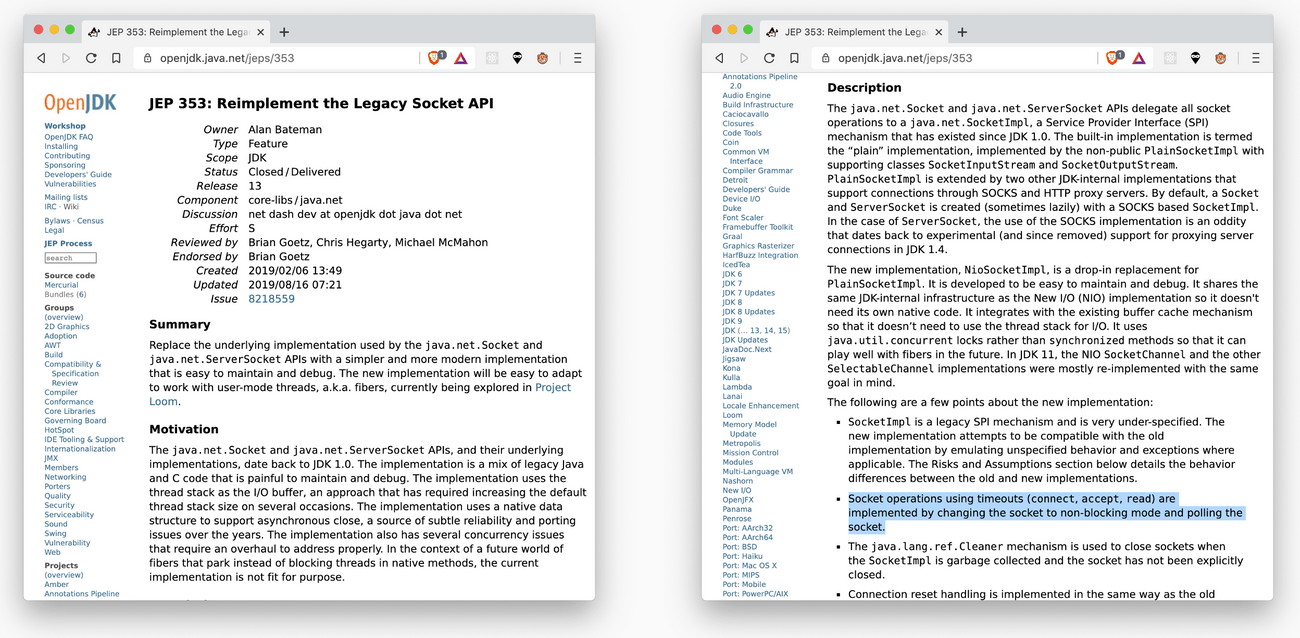 JEP 353: Reimplement the Lega
openjdk.java.net/jeps/353
1
OpenJDK
Workshop
OpenJDK FAQ
Installing
Contributing
Sponsoring
Developers' Guide
Vulnerabilities
Mailing lists
IRC · Wiki
Bylaws · Census
Legal
JEP Process
search
Source code
Mercurial
Bundles (6)
Groups
(overview)
2D Graphics
Adoption
AWT
Build
Compatibility &
Specification
Review
Compiler
Conformance
Core Libraries
Governing Board
HotSpot
IDE Tooling & Support
Internationalization
JMX
Members
Networking
Porters
Quality
Security
Serviceability
Sound
Swing
Vulnerability
Web
Projects
(overview)
Amber
Annotations Pipeline
JEP 353: Reimplement the Legacy Socket API
Owner Alan Bateman
Type Feature
Scope JDK
Status Closed / Delivered
Release 13
Component core-libs / java.net
Discussion net dash dev at openjdk dot java dot net
Effort S
Reviewed by Brian Goetz, Chris Hegarty, Michael McMahon
Endorsed by Brian Goetz
Created 2019/02/06 13:49
Updated 2019/08/16 07:21
Issue 8218559
Summary
Replace the underlying implementation used by the java.net.Socket and
java.net.ServerSocket APIs with a simpler and more modern implementation
that is easy to maintain and debug. The new implementation will be easy to adapt
to work with user-mode threads, a.k.a. fibers, currently being explored in Project
Loom.
Motivation
The java.net.Socket and java.net.ServerSocket APIs, and their underlying
implementations, date back to JDK 1.0. The implementation is a mix of legacy Java
and C code that is painful to maintain and debug. The implementation uses the
thread stack as the I/O buffer, an approach that has required increasing the default
thread stack size on several occasions. The implementation uses a native data
structure to support asynchronous close, a source of subtle reliability and porting
issues over the years. The implementation also has several concurrency issues
that require an overhaul to address properly. In the context of a future world of
fibers that park instead of blocking threads in native methods, the current
implementation is not fit for purpose.
JEP 353: Reimplement the Lega
openjdk.java.net/jeps/353
1
Annotations Pipeline
2.0
Audio Engine
Build Infrastructure
Caciocavallo
Closures
Code Tools
Coin
Common VM
Interface
Compiler Grammar
Detroit
Developers' Guide
Device I/O
Duke
Font Scaler
Framebuffer Toolkit
Graal
Graphics Rasterizer
HarfBuzz Integration
IcedTea
JDK 6
JDK 7
JDK 7 Updates
JDK 8
JDK 8 Updates
JDK 9
JDK (… 13, 14, 15)
JDK Updates
JavaDoc.Next
Jigsaw
Kona
Kulla
Lambda
Lanai
Locale Enhancement
Loom
Memory Model
Update
Metropolis
Mission Control
Modules
Multi-Language VM
Nashorn
New I/O
OpenJFX
Panama
Penrose
Port: AArch32
Port: AArch64
Port: BSD
Port: Haiku
Port: Mac OS X
Port: MIPS
Port: Mobile
Port: PowerPC/AIX
Description
The java.net.Socket and java.net.ServerSocket APIs delegate all socket
operations to a java.net.SocketImpl, a Service Provider Interface (SPI)
mechanism that has existed since JDK 1.0. The built-in implementation is termed
the “plain” implementation, implemented by the non-public PlainSocketImpl with
supporting classes SocketInputStream and SocketOutputStream.
PlainSocketImpl is extended by two other JDK-internal implementations that
support connections through SOCKS and HTTP proxy servers. By default, a Socket
and ServerSocket is created (sometimes lazily) with a SOCKS based SocketImpl.
In the case of ServerSocket, the use of the SOCKS implementation is an oddity
that dates back to experimental (and since removed) support for proxying server
connections in JDK 1.4.
The new implementation, NioSocketImpl, is a drop-in replacement for
PlainSocketImpl. It is developed to be easy to maintain and debug. It shares the
same JDK-internal infrastructure as the New I/O (NIO) implementation so it doesn't
need its own native code. It integrates with the existing buffer cache mechanism
so that it doesn’t need to use the thread stack for I/O. It uses
java.util.concurrent locks rather than synchronized methods so that it can
play well with fibers in the future. In JDK 11, the NIO SocketChannel and the other
SelectableChannel implementations were mostly re-implemented with the same
goal in mind.
The following are a few points about the new implementation:
▪ SocketImpl is a legacy SPI mechanism and is very under-specified. The
new implementation attempts to be compatible with the old
implementation by emulating unspecified behavior and exceptions where
applicable. The Risks and Assumptions section below details the behavior
differences between the old and new implementations.
▪ Socket operations using timeouts (connect, accept, read) are
implemented by changing the socket to non-blocking mode and polling the
socket.
▪ The java.lang.ref.Cleaner mechanism is used to close sockets when
the SocketImpl is garbage collected and the socket has not been explicitly
closed.
▪ Connection reset handling is implemented in the same way as the old